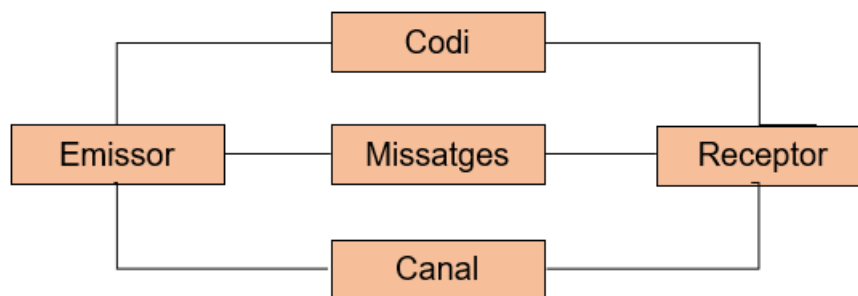 Codi
Emissor
Missatges
Receptor
Canal